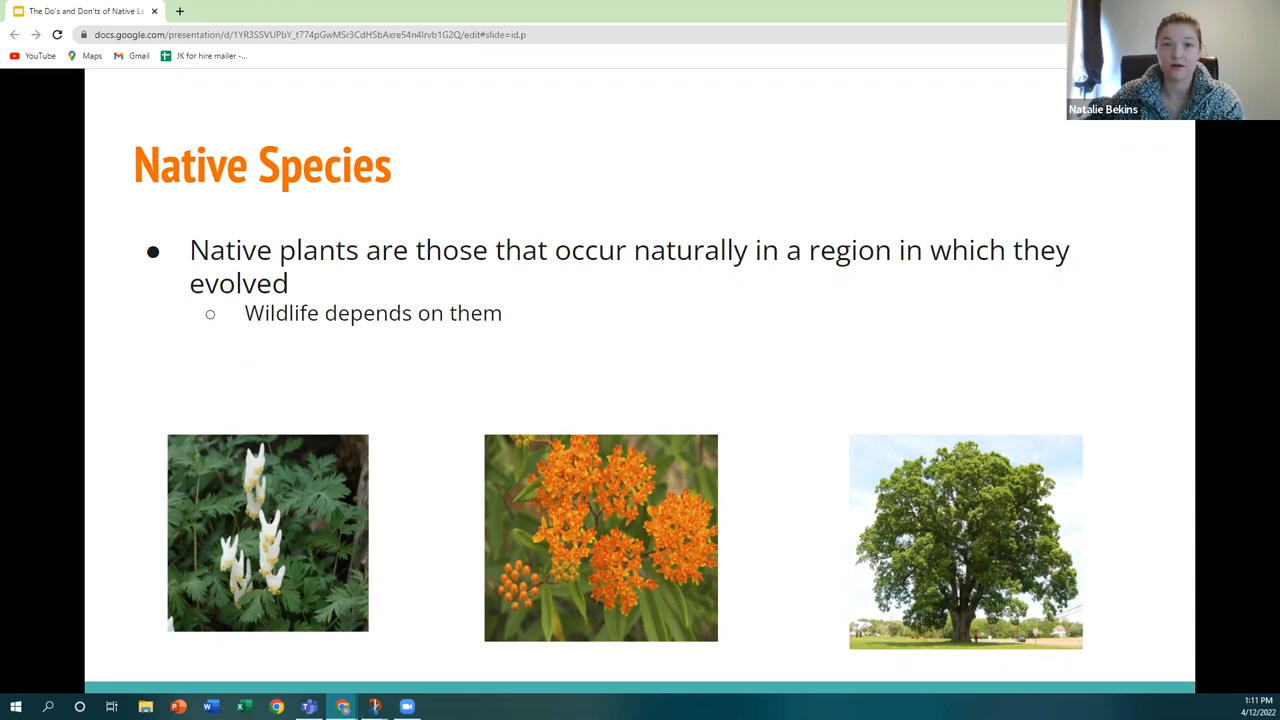 The Do's and Don'ts of Native La
docs.google.com/presentation/d/1YR3SSVUPbY_t774pGwMSr3CdHSbAxre54n4Irvb1G2Q/edit#slide=id.p
YouTube
Maps
Gmail
JK for hire mailer -...
Natalie Bekins
Native Species
Native plants are those that occur naturally in a region in which they
evolved
Wildlife depends on them
1:11 PM
4/12/2022